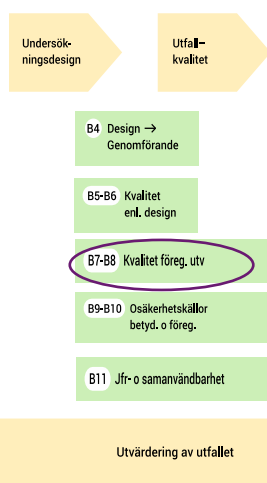 Undersök-
ningsdesign
Utfall–
kvalitet
B4 Design →
Genomförande
B5-B6 Kvalitet
enl. design
B7-B8 Kvalitet föreg. utv
B9-B10 Osäkerhetskällor
betyd. o föreg.
B11 Jfr- o samanvändbarhet
Utvärdering av utfallet